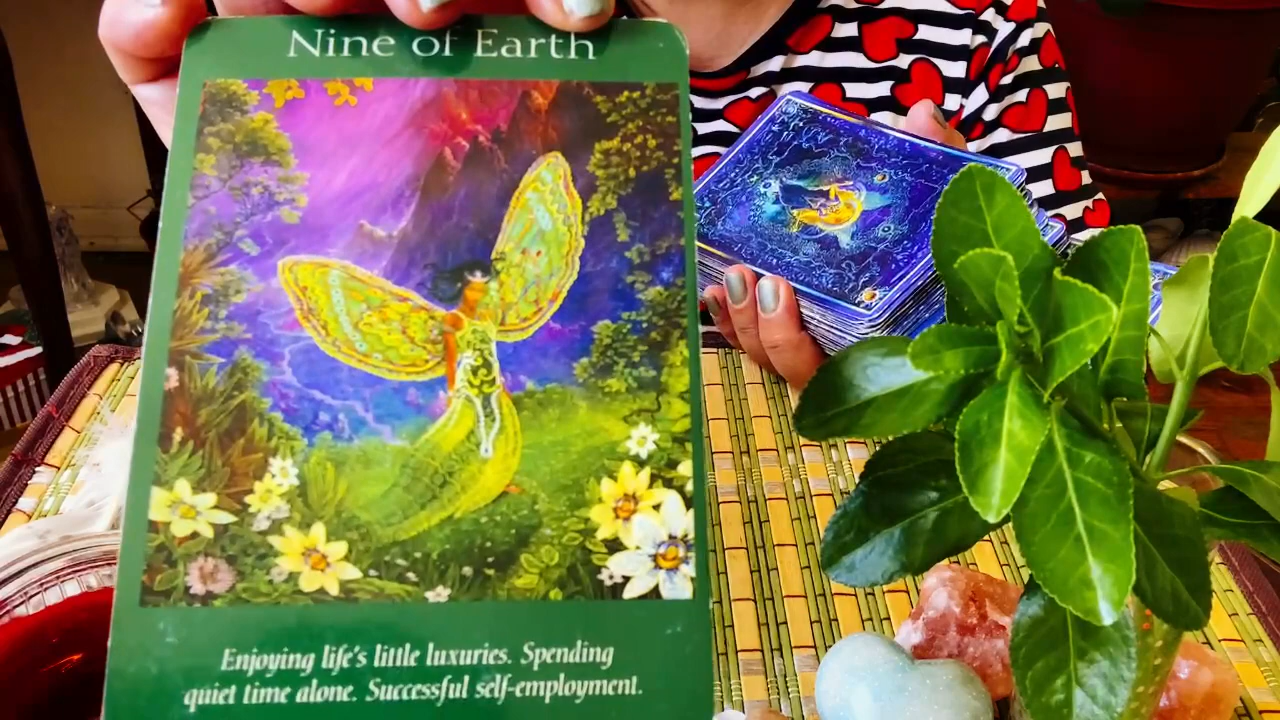 Nine of Earth
Enjoying life's little luxuries. Spending
quiet time alone. Successful self-employment.